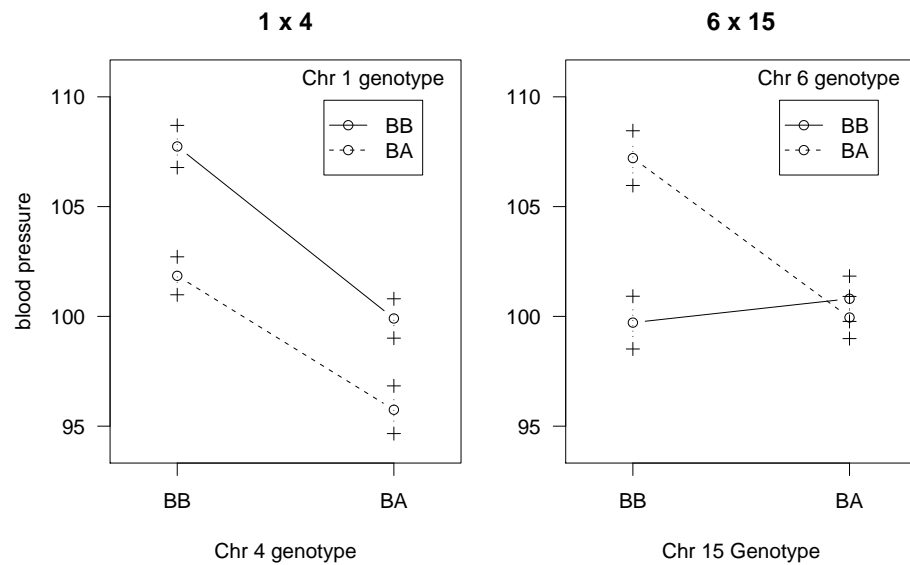 1 x 4
Chr 1 genotype
BB
BA
110
105
100
95
blood pressure
BB
BA
Chr 4 genotype
6 x 15
Chr 6 genotype
BB
BA
110
105
100
95
BB
BA
Chr 15 Genotype